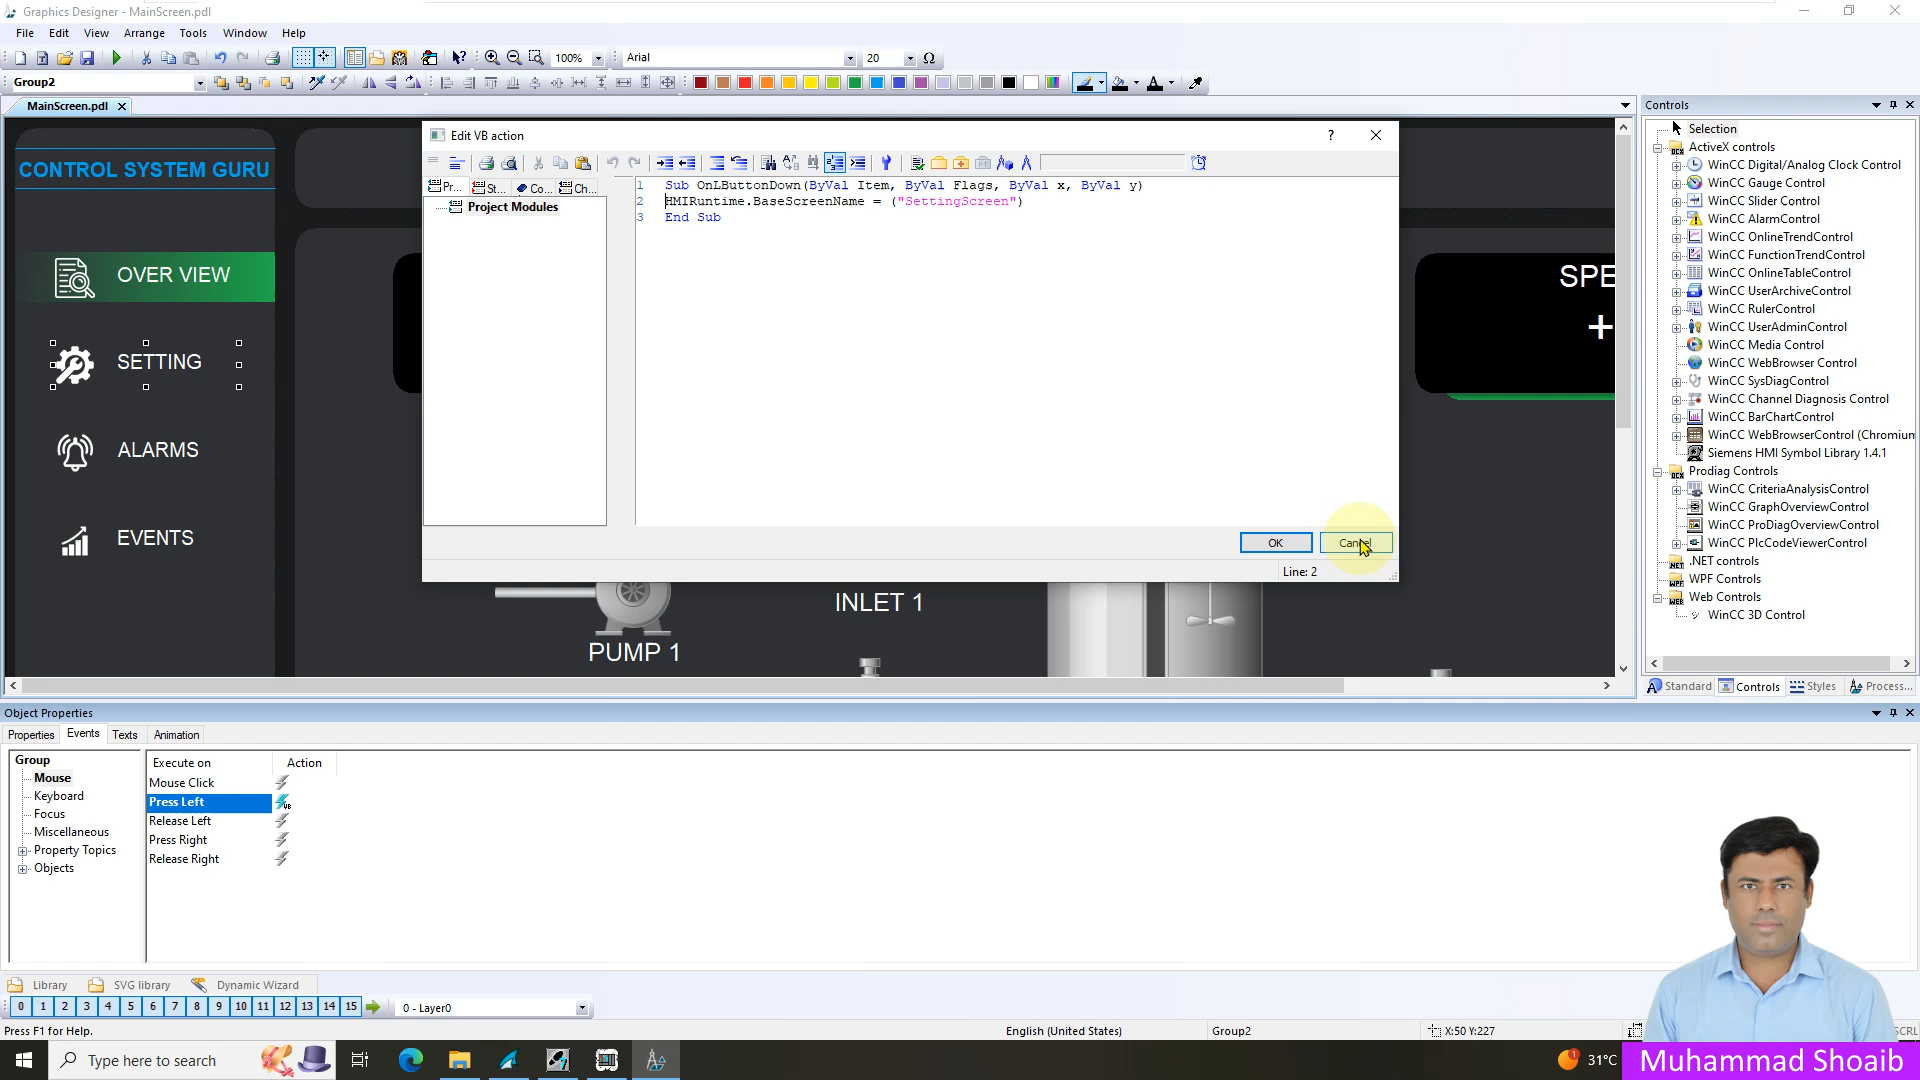 Graphics Designer - MainScreen.pdl
File Edit View Arrange Tools Window Help
100% Arial 20 Ω
Group2
MainScreen.pdl
CONTROL SYSTEM GURU
OVER VIEW
SETTING
ALARMS
EVENTS
Edit VB action
?
Pr... St... Co... Ch...
Project Modules
1 Sub OnLButtonDown(ByVal Item, ByVal Flags, ByVal x, ByVal y)
2 HMIRuntime.BaseScreenName = ("SettingScreen")
3 End Sub
OK
Cancel
Line: 2
SPE
+
INLET 1
PUMP 1
Controls
Selection
ActiveX controls
WinCC Digital/Analog Clock Control
WinCC Gauge Control
WinCC Slider Control
WinCC AlarmControl
WinCC OnlineTrendControl
WinCC FunctionTrendControl
WinCC OnlineTableControl
WinCC UserArchiveControl
WinCC RulerControl
WinCC UserAdminControl
WinCC Media Control
WinCC WebBrowser Control
WinCC SysDiagControl
WinCC Channel Diagnosis Control
WinCC BarChartControl
WinCC WebBrowserControl (Chromiun
Siemens HMI Symbol Library 1.4.1
Prodiag Controls
WinCC CriteriaAnalysisControl
WinCC GraphOverviewControl
WinCC ProDiagOverviewControl
WinCC PlcCodeViewerControl
.NET controls
WPF Controls
Web Controls
WinCC 3D Control
Standard Controls Styles Process...
Object Properties
Properties Events Texts Animation
Group
Mouse
Keyboard
Focus
Miscellaneous
Property Topics
Objects
Execute on Action
Mouse Click
Press Left
Release Left
Press Right
Release Right
Library SVG library Dynamic Wizard
0 1 2 3 4 5 6 7 8 9 10 11 12 13 14 15 0 - Layer0
Press F1 for Help. English (United States) Group2 X:50 Y:227 SCRL
Type here to search
31°C
Muhammad Shoaib